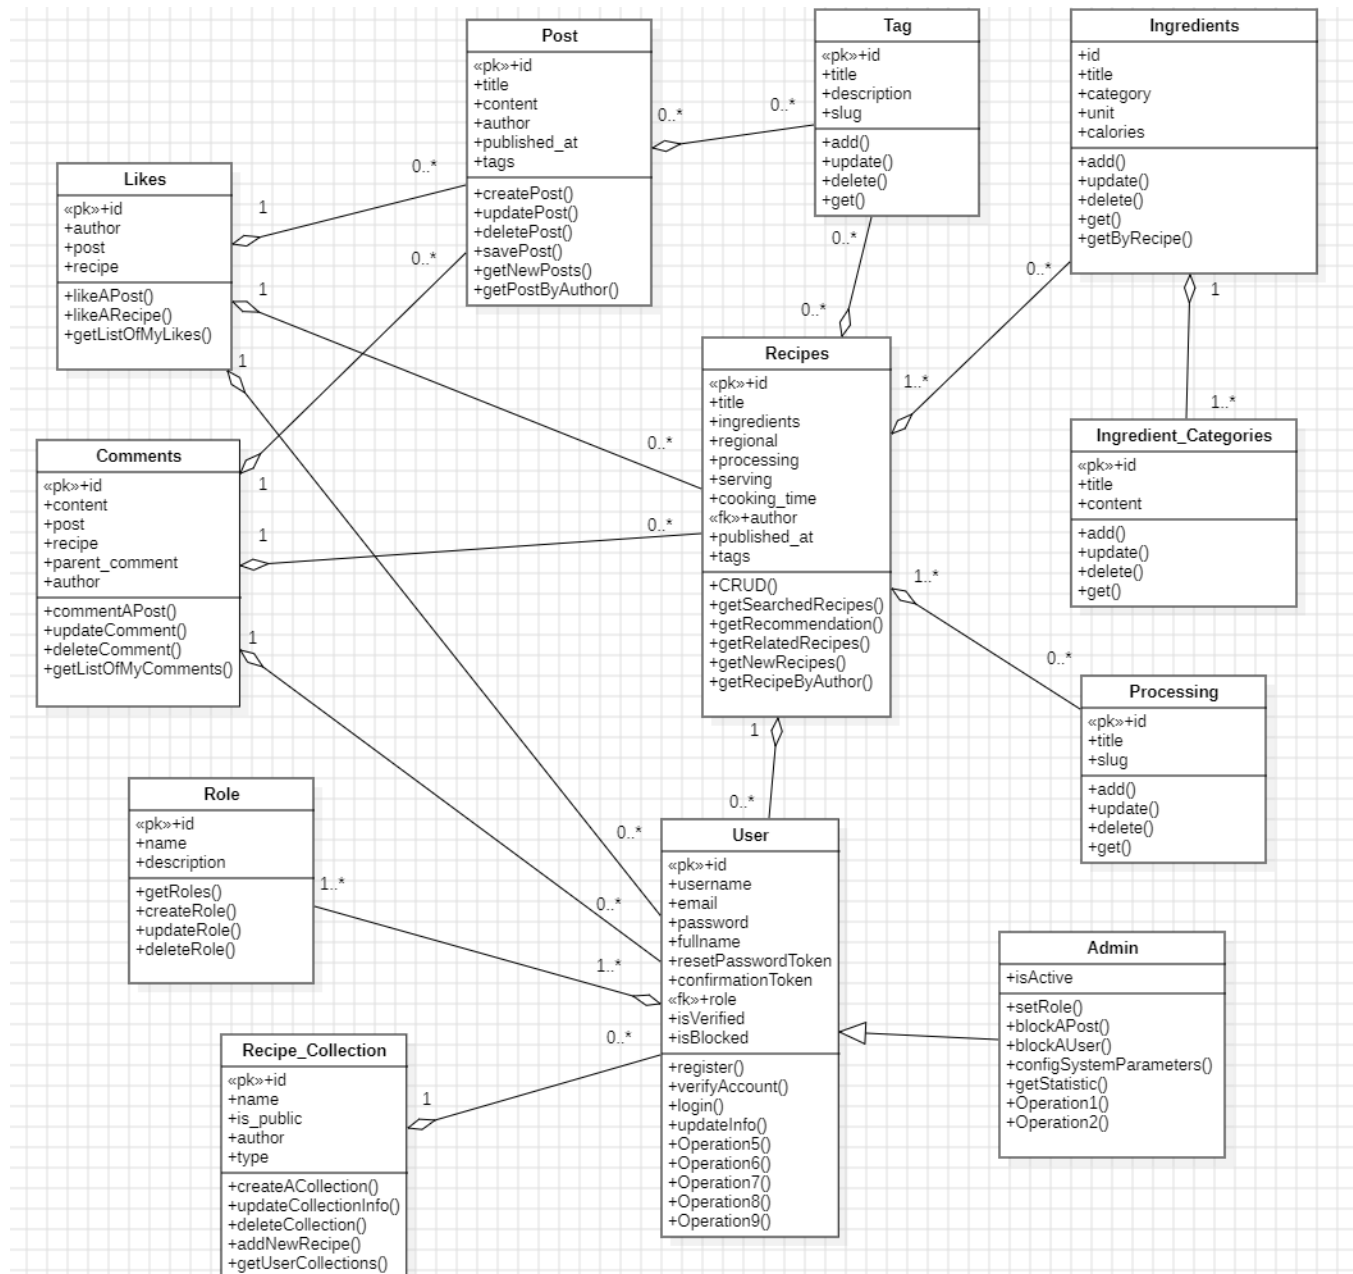 Post
«pk»+id
+title
+content
+author
+published_at
+tags
+createPost()
+updatePost()
+deletePost()
+savePost()
+getNewPosts()
+getPostByAuthor()
Tag
«pk»+id
+title
+description
+slug
+add()
+update()
+delete()
+get()
Ingredients
+id
+title
+category
+unit
+calories
+add()
+update()
+delete()
+get()
+getByRecipe()
0..*
0..*
Likes
«pk»+id
+author
+post
+recipe
+likeAPost()
+likeARecipe()
+getListOfMyLikes()
1
0..*
1
0..*
1
0..*
0..*
0..*
0..*
1..*
1
1..*
Recipes
«pk»+id
+title
+ingredients
+regional
+processing
+serving
+cooking_time
«fk»+author
+published_at
+tags
+CRUD()
+getSearchedRecipes()
+getRecommendation()
+getRelatedRecipes()
+getNewRecipes()
+getRecipeByAuthor()
Ingredient_Categories
«pk»+id
+title
+content
+add()
+update()
+delete()
+get()
Comments
«pk»+id
+content
+post
+recipe
+parent_comment
+author
+commentAPost()
+updateComment()
+deleteComment()
+getListOfMyComments()
1
0..*
1
1
1..*
0..*
Processing
«pk»+id
+title
+slug
+add()
+update()
+delete()
+get()
1
0..*
0..*
0..*
Role
«pk»+id
+name
+description
+getRoles()
+createRole()
+updateRole()
+deleteRole()
1..*
1..*
User
«pk»+id
+username
+email
+password
+fullname
+resetPasswordToken
+confirmationToken
«fk»+role
+isVerified
+isBlocked
+register()
+verifyAccount()
+login()
+updateInfo()
+Operation5()
+Operation6()
+Operation7()
+Operation8()
+Operation9()
Admin
+isActive
+setRole()
+blockAPost()
+blockAUser()
+configSystemParameters()
+getStatistic()
+Operation1()
+Operation2()
0..*
1
Recipe_Collection
«pk»+id
+name
+is_public
+author
+type
+createACollection()
+updateCollectionInfo()
+deleteCollection()
+addNewRecipe()
+getUserCollections()